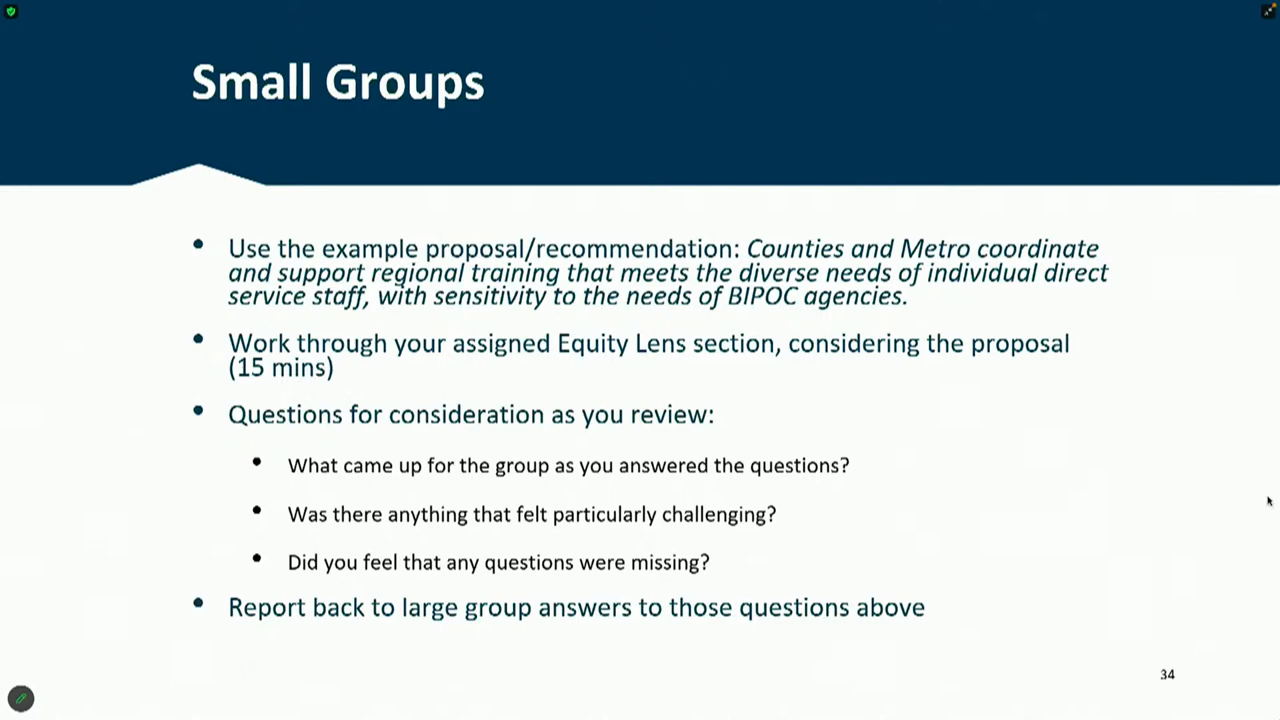 Small Groups
• Use the example proposal/recommendation: Counties and Metro coordinate
and support regional training that meets the diverse needs of individual direct
service staff, with sensitivity to the needs of BIPOC agencies.
• Work through your assigned Equity Lens section, considering the proposal
(15 mins)
• Questions for consideration as you review:
• What came up for the group as you answered the questions?
• Was there anything that felt particularly challenging?
• Did you feel that any questions were missing?
• Report back to large group answers to those questions above
34